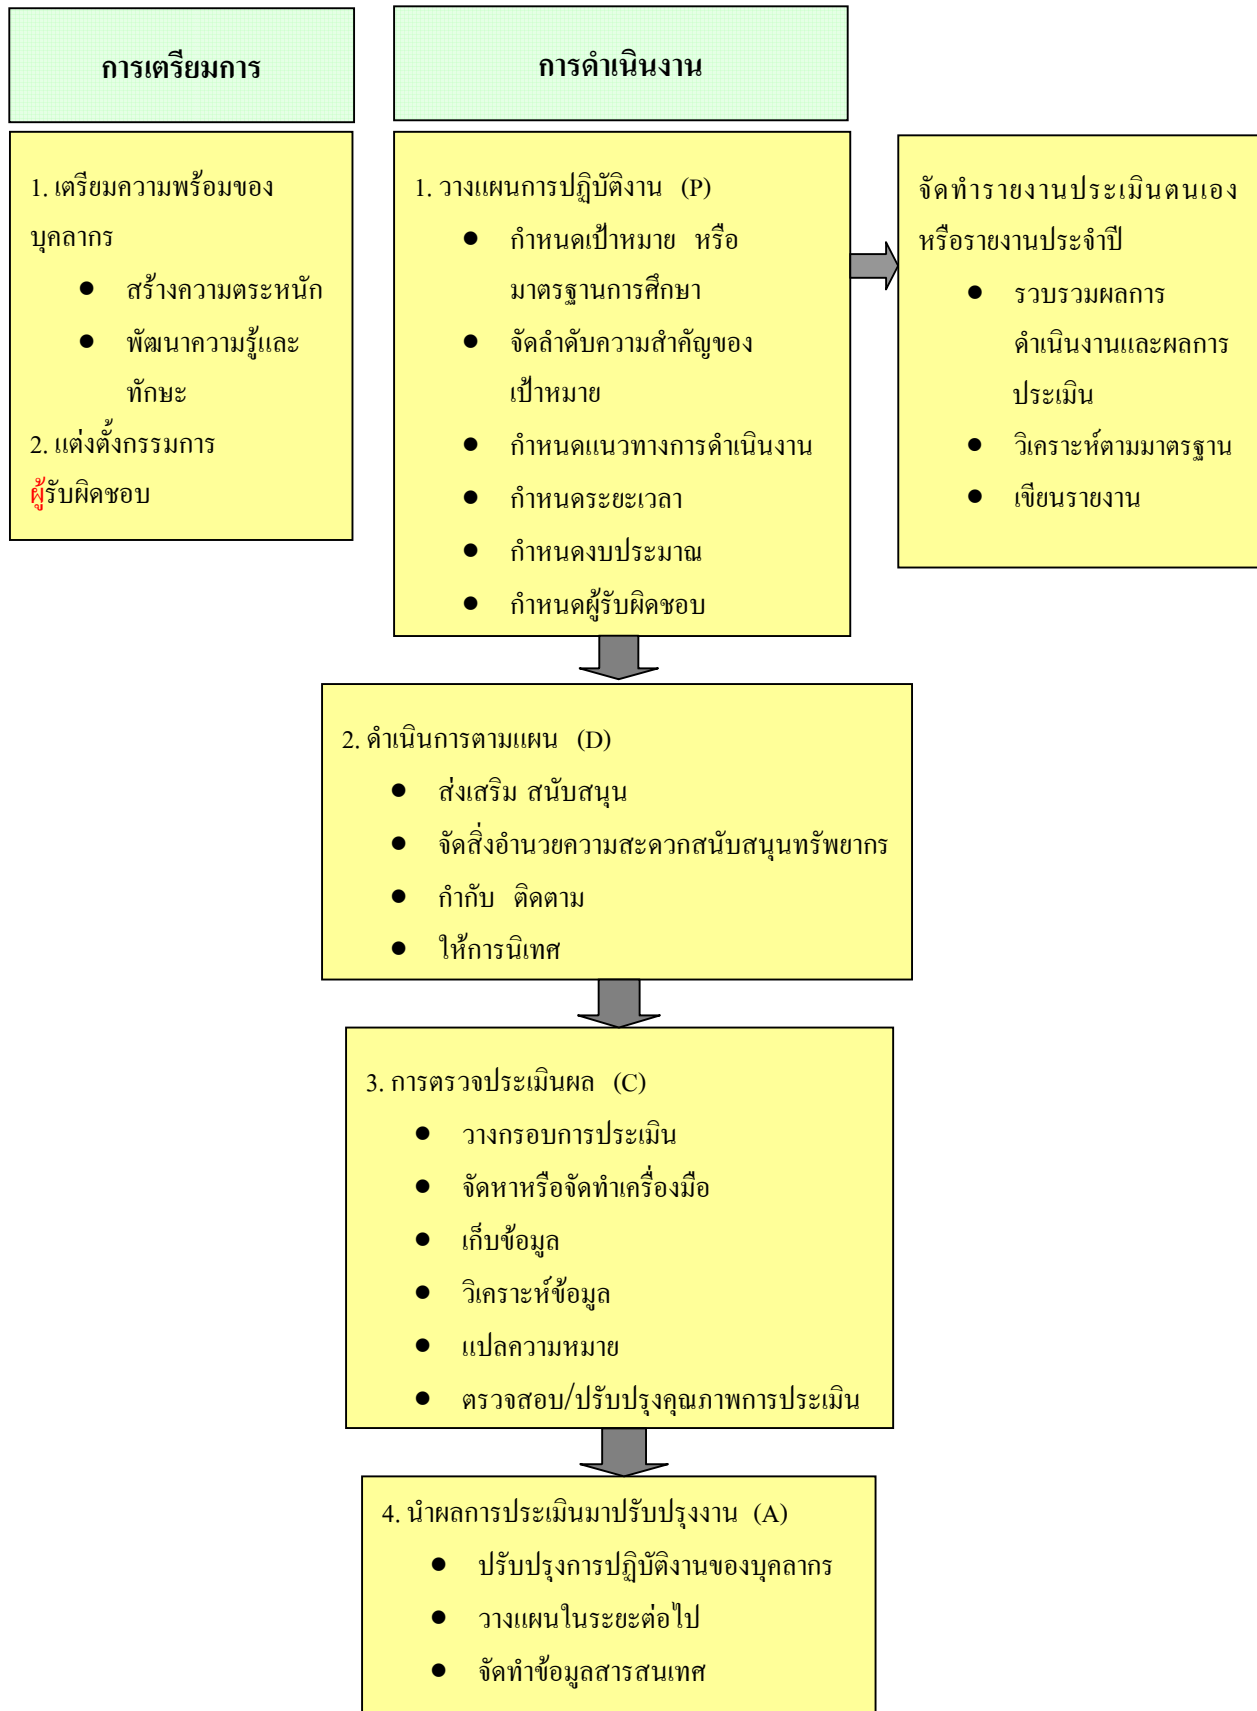 การเตรียมการ
1. เตรียมความพร้อมของ
บุคลากร
● สร้างความตระหนัก
● พัฒนาความรู้และ
ทักษะ
2. แต่งตั้งกรรมการ
ผู้รับผิดชอบ
การดำเนินงาน
1. วางแผนการปฏิบัติงาน (P)
● กำหนดเป้าหมาย หรือ
มาตรฐานการศึกษา
● จัดลำดับความสำคัญของ
เป้าหมาย
● กำหนดแนวทางการดำเนินงาน
● กำหนดระยะเวลา
● กำหนดงบประมาณ
● กำหนดผู้รับผิดชอบ
จัดทำรายงานประเมินตนเอง
หรือรายงานประจำปี
● รวบรวมผลการ
ดำเนินงานและผลการ
ประเมิน
● วิเคราะห์ตามมาตรฐาน
● เขียนรายงาน
2. ดำเนินการตามแผน (D)
● ส่งเสริม สนับสนุน
● จัดสิ่งอำนวยความสะดวกสนับสนุนทรัพยากร
● กำกับ ติดตาม
● ให้การนิเทศ
3. การตรวจประเมินผล (C)
● วางกรอบการประเมิน
● จัดหาหรือจัดทำเครื่องมือ
● เก็บข้อมูล
● วิเคราะห์ข้อมูล
● แปลความหมาย
● ตรวจสอบ/ปรับปรุงคุณภาพการประเมิน
4. นำผลการประเมินมาปรับปรุงงาน (A)
● ปรับปรุงการปฏิบัติงานของบุคลากร
● วางแผนในระยะต่อไป
● จัดทำข้อมูลสารสนเทศ